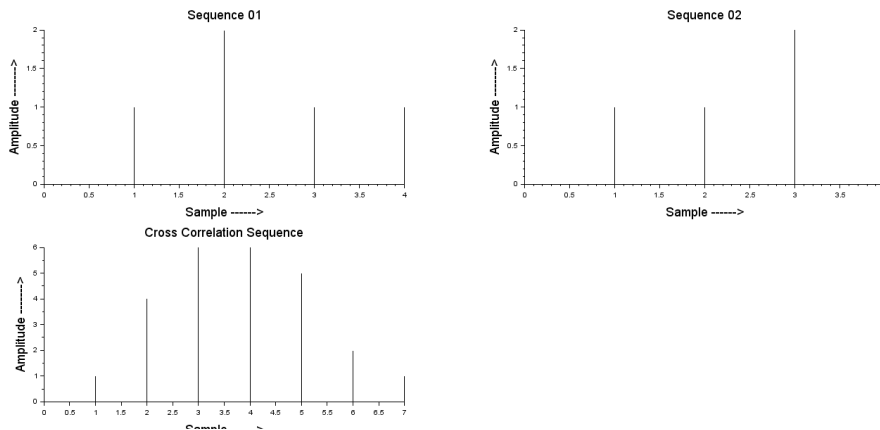 Sequence 01
2
1.5
1
0.5
0
Amplitude ------>
0 0.5 1 1.5 2 2.5 3 3.5 4
Sample ------>
Sequence 02
2
1.5
1
0.5
0
Amplitude ------>
0 0.5 1 1.5 2 2.5 3 3.5
Sample ------>
Cross Correlation Sequence
6
5
4
3
2
1
0
Amplitude ------->
0 0.5 1 1.5 2 2.5 3 3.5 4 4.5 5 5.5 6 6.5 7
Sample ------>